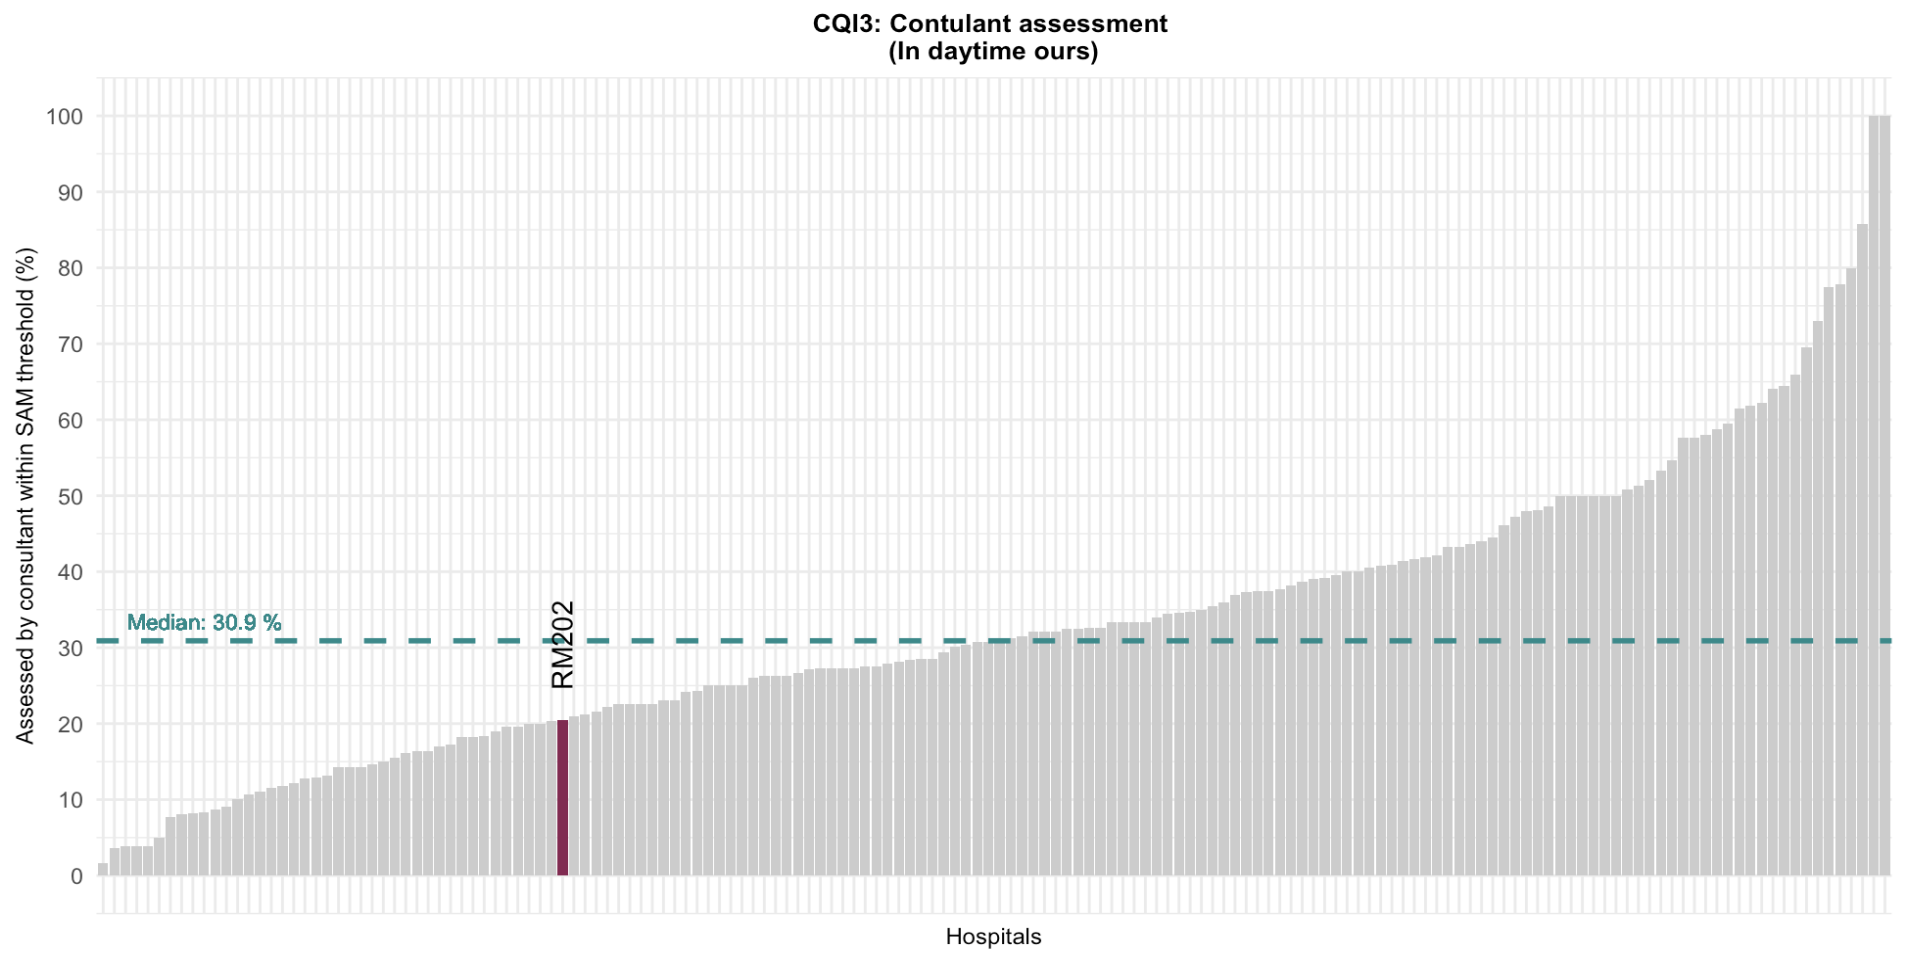 CQI3: Contulant assessment
(In daytime ours)
Assessed by consultant within SAM threshold (%)
100
90
80
70
60
50
40
30
20
10
0
Median: 30.9 %
RM202
Hospitals